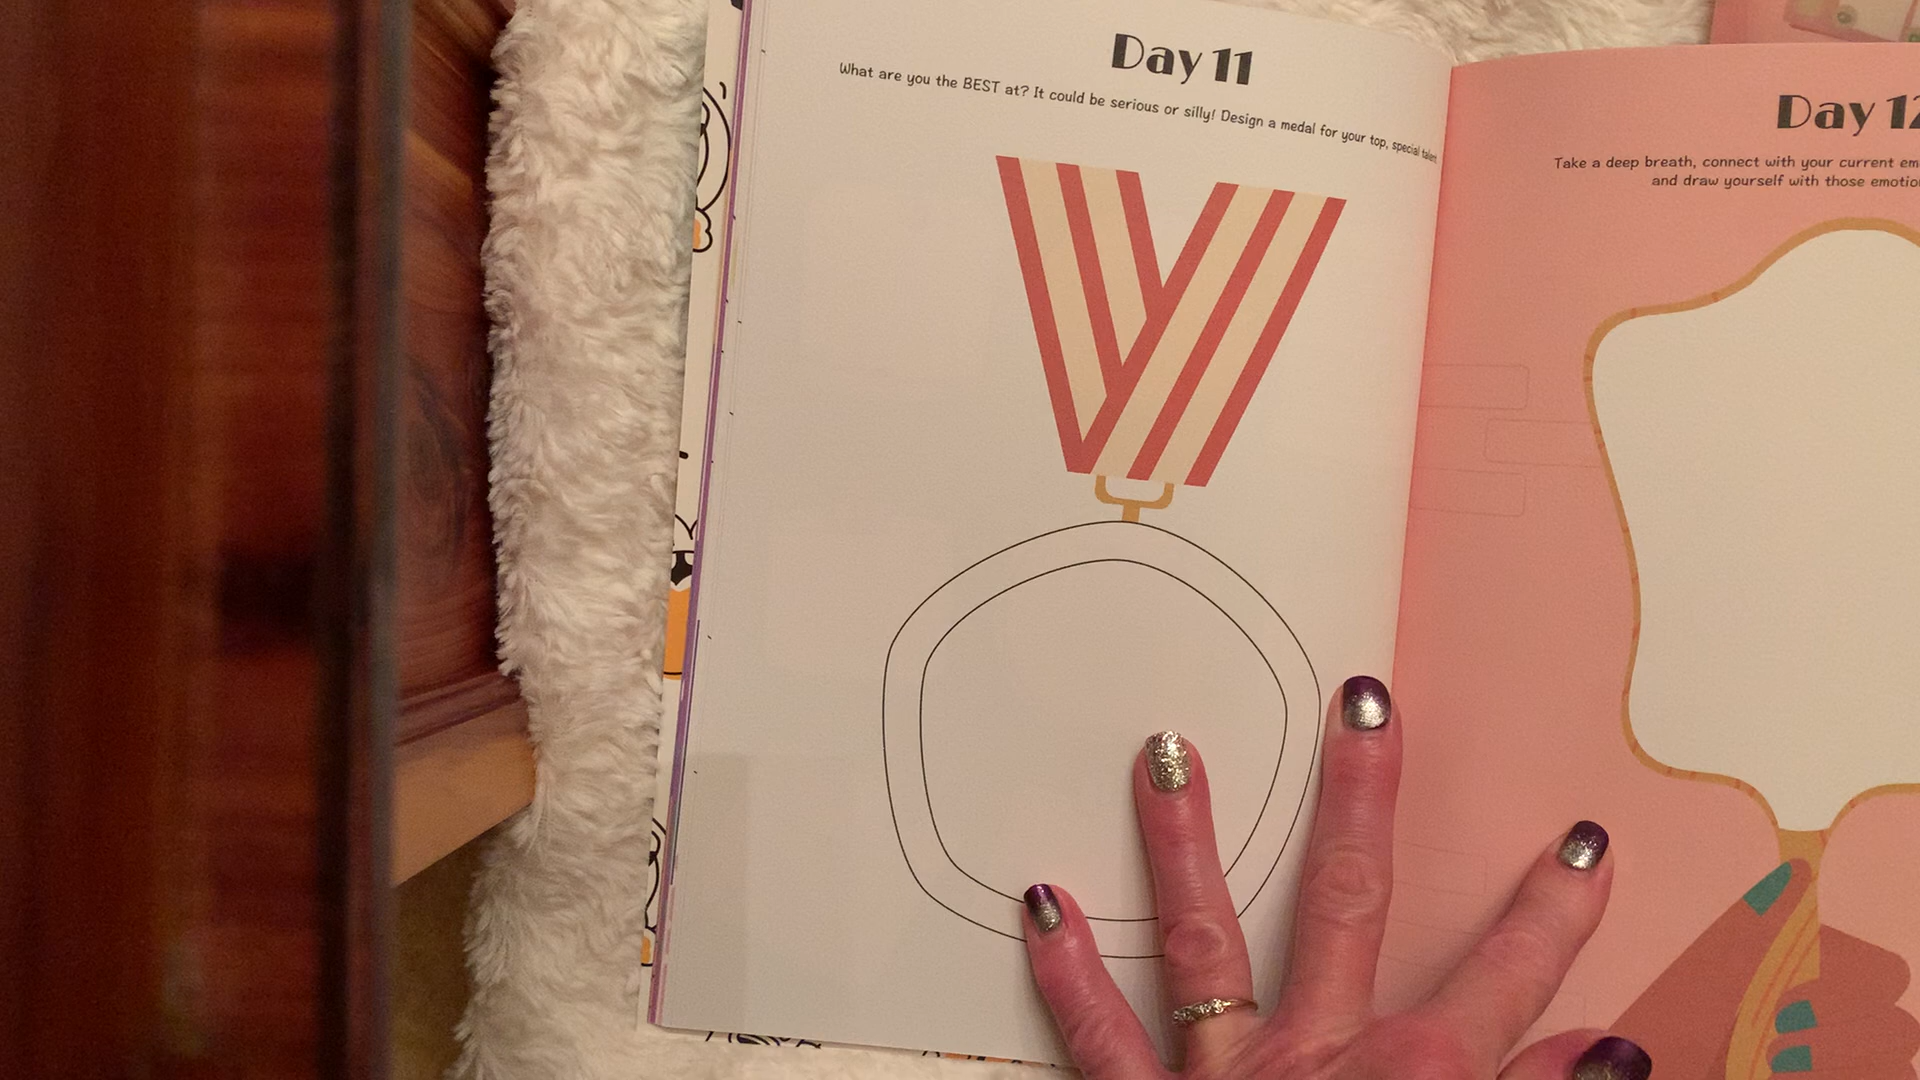 Day 11
What are you the BEST at? It could be serious or silly! Design a medal for your top, special talent
Day 12
Take a deep breath, connect with your current
and draw yourself with those